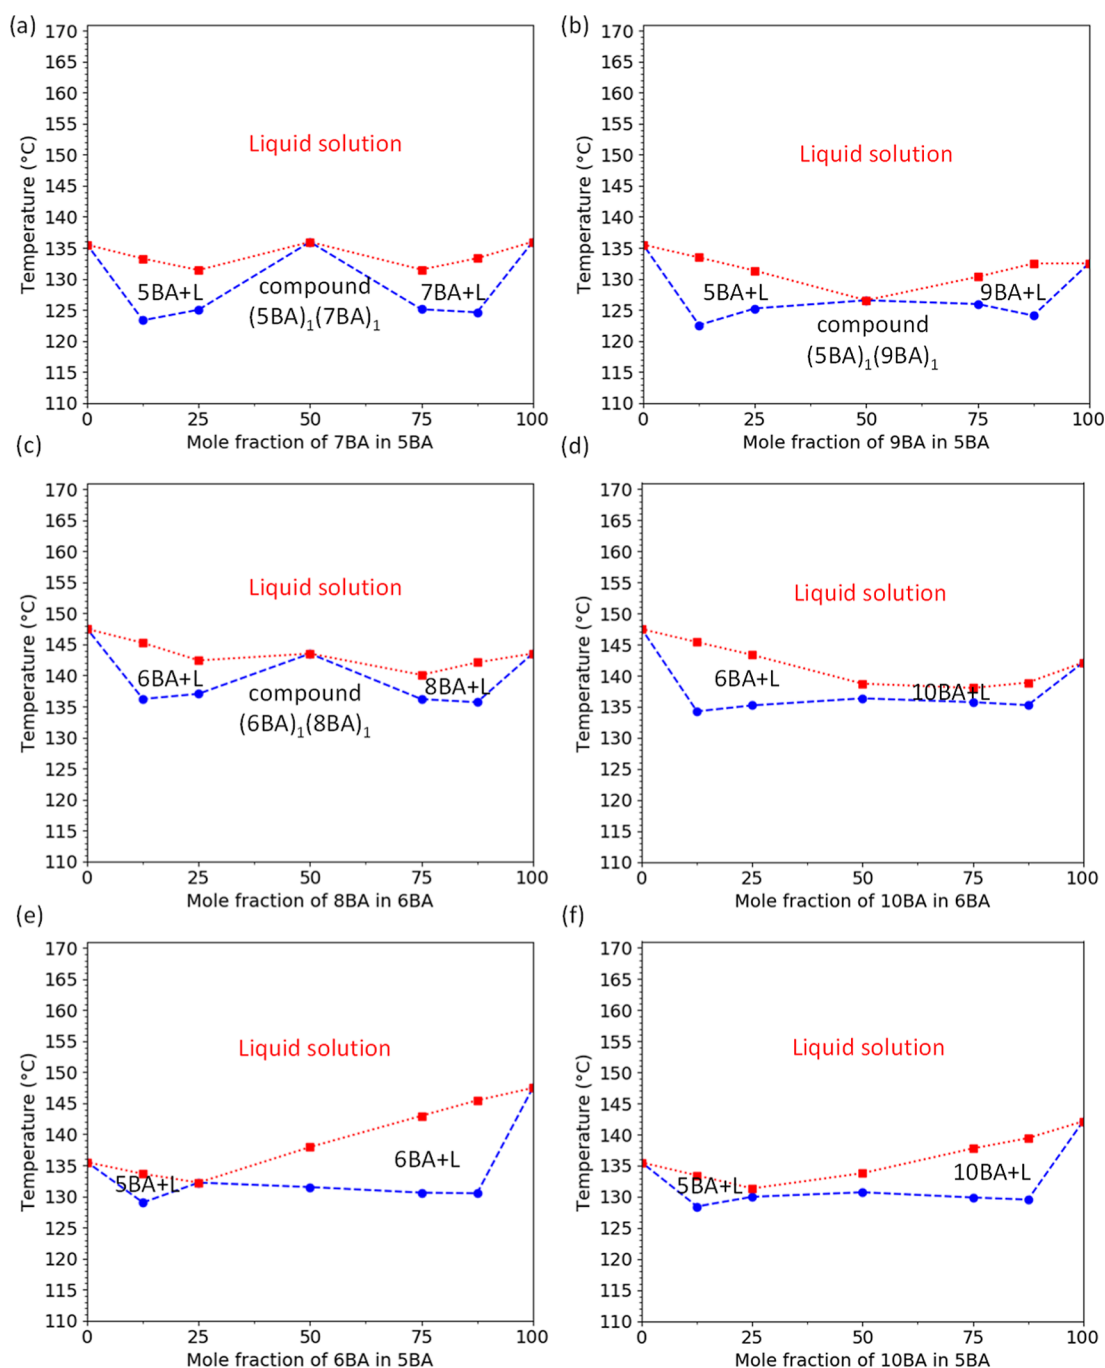 (a)
170
165
160
155
150
145
140
135
130
125
120
115
110
Temperature (°C)
Liquid solution
5BA+L
compound
(5BA)₁(7BA)₁
7BA+L
0 25 50 75 100
Mole fraction of 7BA in 5BA
(b)
170
165
160
155
150
145
140
135
130
125
120
115
110
Temperature (°C)
Liquid solution
5BA+L
9BA+L
compound
(5BA)₁(9BA)₁
0 25 50 75 100
Mole fraction of 9BA in 5BA
(c)
170
165
160
155
150
145
140
135
130
125
120
115
110
Temperature (°C)
Liquid solution
6BA+L
compound
(6BA)₁(8BA)₁
8BA+L
0 25 50 75 100
Mole fraction of 8BA in 6BA
(d)
170
165
160
155
150
145
140
135
130
125
120
115
110
Temperature (°C)
Liquid solution
6BA+L
10BA+L
0 25 50 75 100
Mole fraction of 10BA in 6BA
(e)
170
165
160
155
150
145
140
135
130
125
120
115
110
Temperature (°C)
Liquid solution
5BA+L
6BA+L
0 25 50 75 100
Mole fraction of 6BA in 5BA
(f)
170
165
160
155
150
145
140
135
130
125
120
115
110
Temperature (°C)
Liquid solution
5BA+L
10BA+L
0 25 50 75 100
Mole fraction of 10BA in 5BA